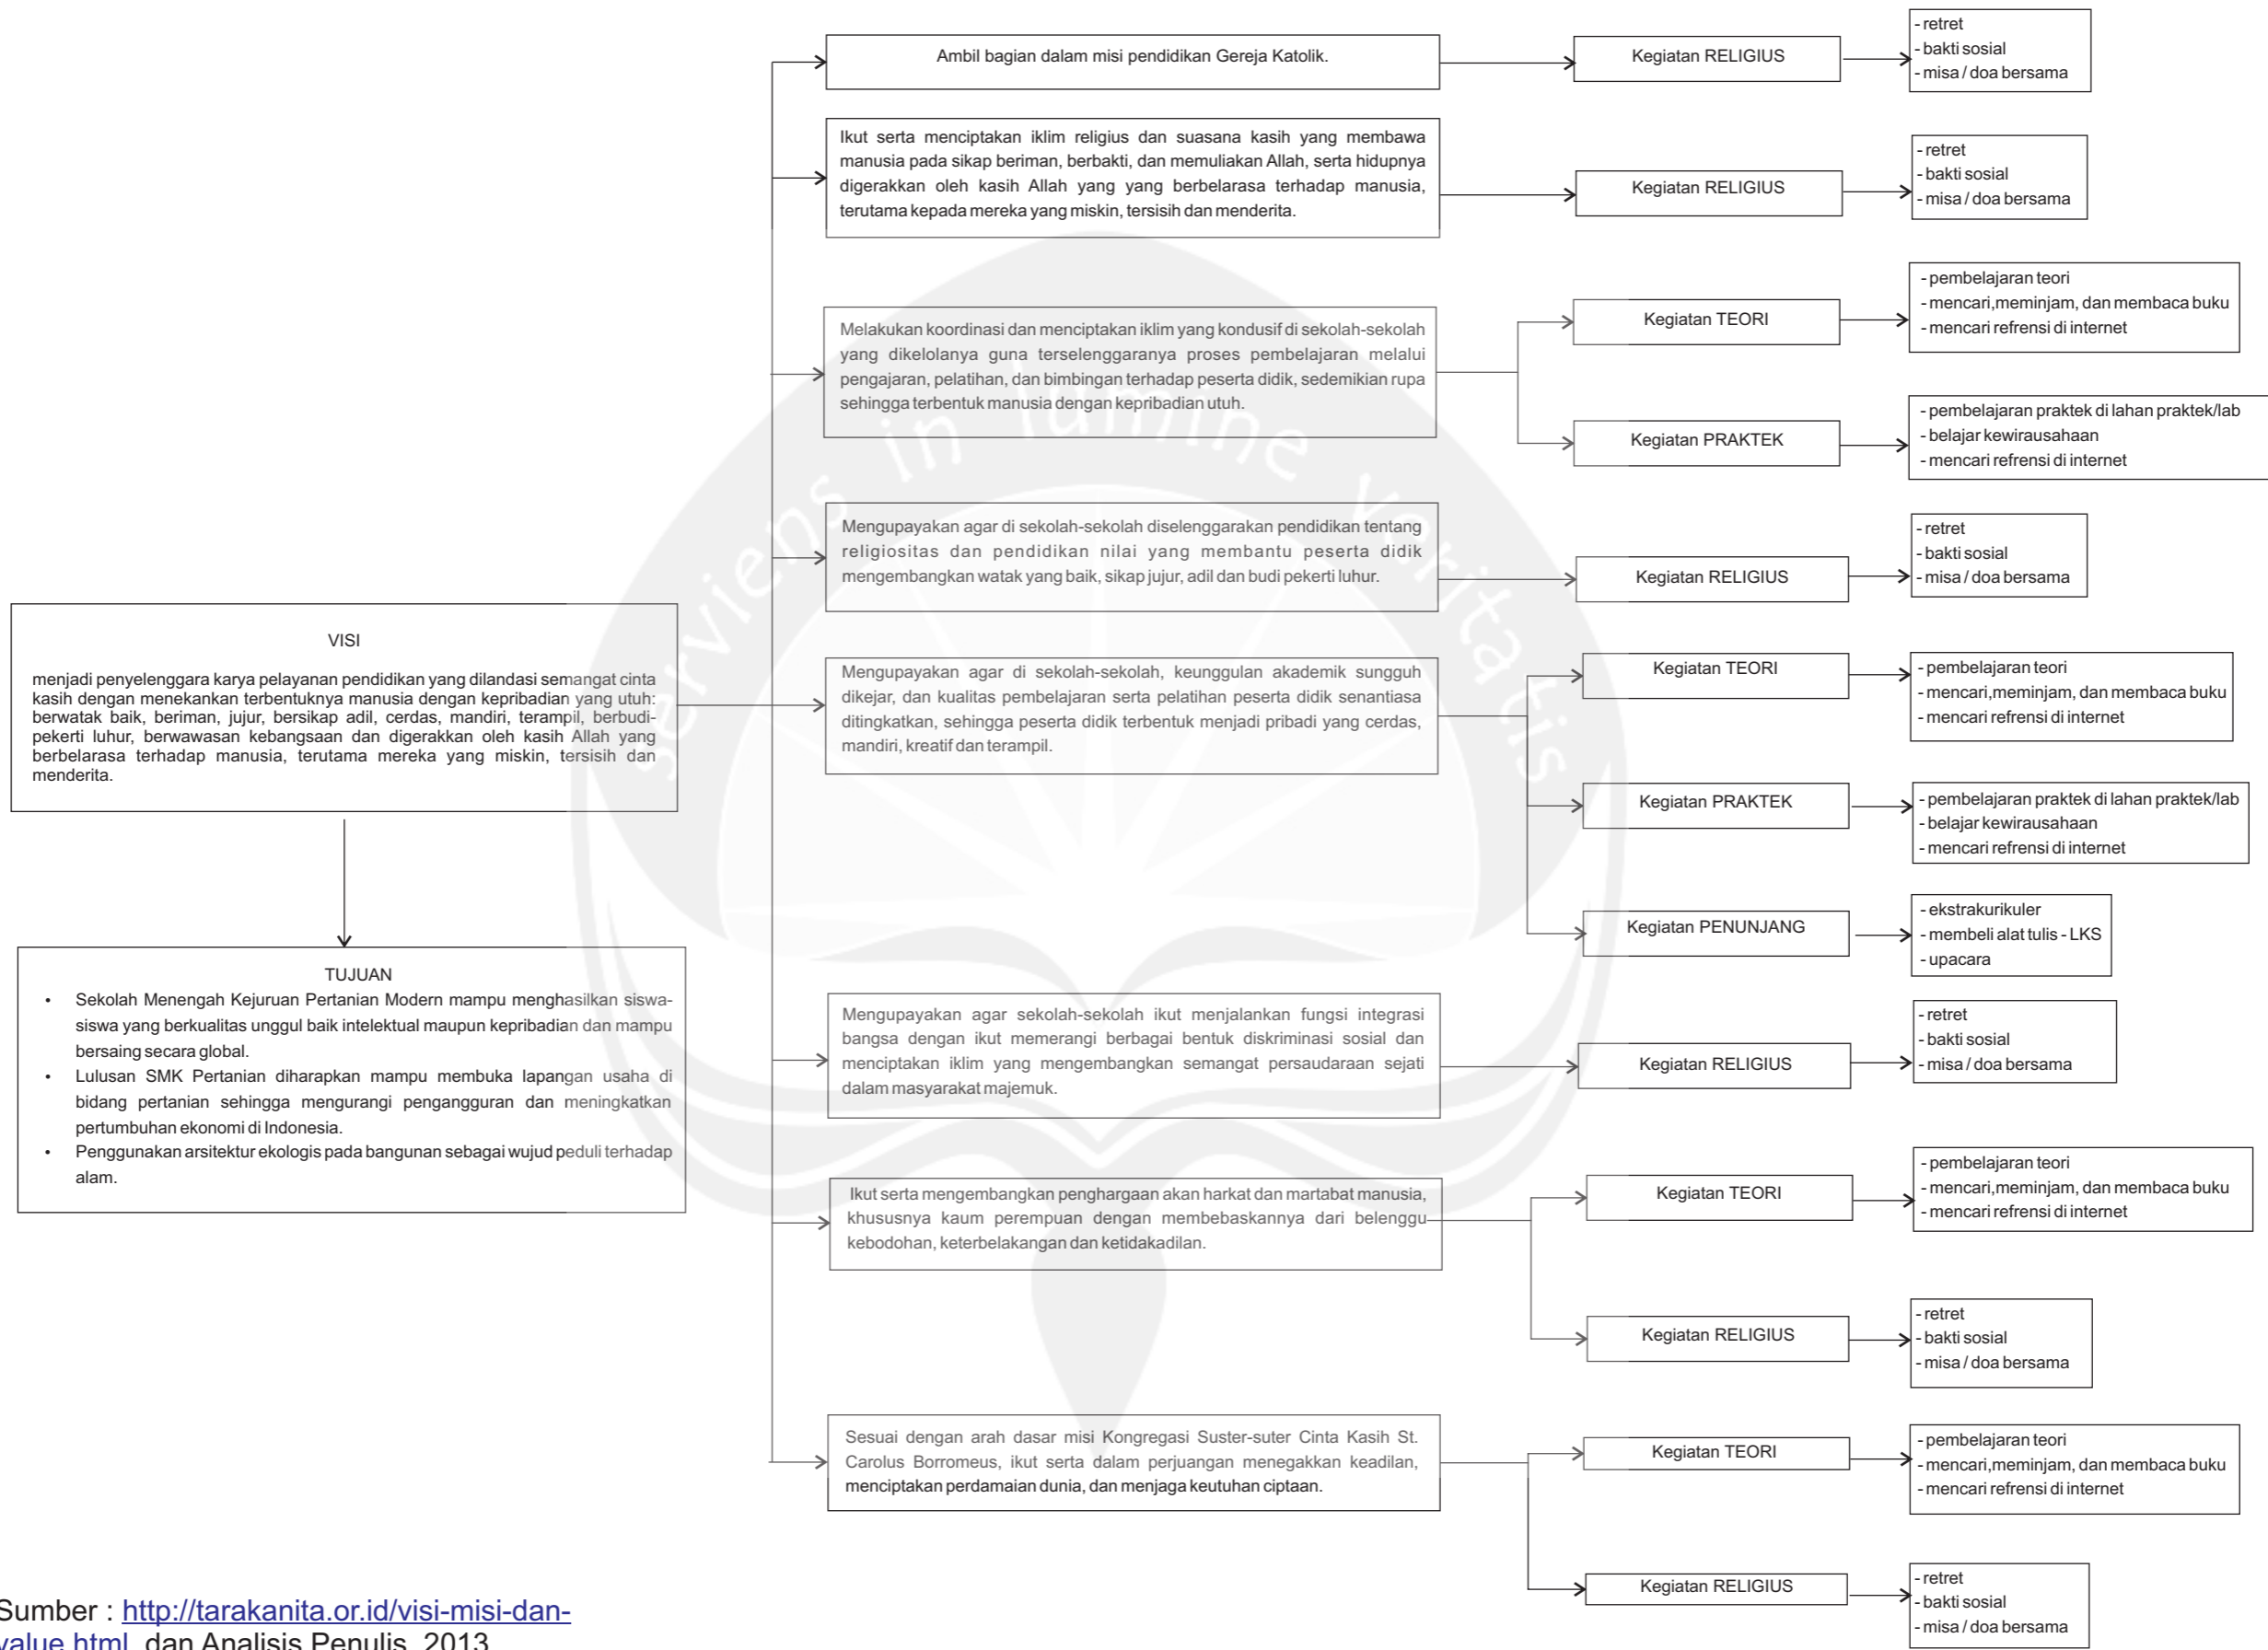 Ambil bagian dalam misi pendidikan Gereja Katolik.
Kegiatan RELIGIUS
- retret
- bakti sosial
- misa / doa bersama
Ikut serta menciptakan iklim religius dan suasana kasih yang membawa
manusia pada sikap beriman, berbakti, dan memuliakan Allah, serta hidupnya
digerakkan oleh kasih Allah yang yang berbelarasa terhadap manusia,
terutama kepada mereka yang miskin, tersisih dan menderita.
Kegiatan RELIGIUS
- retret
- bakti sosial
- misa / doa bersama
Melakukan koordinasi dan menciptakan iklim yang kondusif di sekolah-sekolah
yang dikelolanya guna terselenggaranya proses pembelajaran melalui
pengajaran, pelatihan, dan bimbingan terhadap peserta didik, sedemikian rupa
sehingga terbentuk manusia dengan kepribadian utuh.
Kegiatan TEORI
- pembelajaran teori
- mencari,meminjam, dan membaca buku
- mencari refrensi di internet
Kegiatan PRAKTEK
- pembelajaran praktek di lahan praktek/lab
- belajar kewirausahaan
- mencari refrensi di internet
Mengupayakan agar di sekolah-sekolah diselenggarakan pendidikan tentang
religiositas dan pendidikan nilai yang membantu peserta didik
mengembangkan watak yang baik, sikap jujur, adil dan budi pekerti luhur.
Kegiatan RELIGIUS
- retret
- bakti sosial
- misa / doa bersama
VISI
menjadi penyelenggara karya pelayanan pendidikan yang dilandasi semangat cinta
kasih dengan menekankan terbentuknya manusia dengan kepribadian yang utuh:
berwatak baik, beriman, jujur, bersikap adil, cerdas, mandiri, terampil, berbudi-
pekerti luhur, berwawasan kebangsaan dan digerakkan oleh kasih Allah yang
berbelarasa terhadap manusia, terutama mereka yang miskin, tersisih dan
menderita.
Mengupayakan agar di sekolah-sekolah, keunggulan akademik sungguh
dikejar, dan kualitas pembelajaran serta pelatihan peserta didik senantiasa
ditingkatkan, sehingga peserta didik terbentuk menjadi pribadi yang cerdas,
mandiri, kreatif dan terampil.
Kegiatan TEORI
- pembelajaran teori
- mencari,meminjam, dan membaca buku
- mencari refrensi di internet
Kegiatan PRAKTEK
- pembelajaran praktek di lahan praktek/lab
- belajar kewirausahaan
- mencari refrensi di internet
Kegiatan PENUNJANG
- ekstrakurikuler
- membeli alat tulis - LKS
- upacara
TUJUAN
• Sekolah Menengah Kejuruan Pertanian Modern mampu menghasilkan siswa-
siswa yang berkualitas unggul baik intelektual maupun kepribadian dan mampu
bersaing secara global.
• Lulusan SMK Pertanian diharapkan mampu membuka lapangan usaha di
bidang pertanian sehingga mengurangi pengangguran dan meningkatkan
pertumbuhan ekonomi di Indonesia.
• Penggunakan arsitektur ekologis pada bangunan sebagai wujud peduli terhadap
alam.
Mengupayakan agar sekolah-sekolah ikut menjalankan fungsi integrasi
bangsa dengan ikut memerangi berbagai bentuk diskriminasi sosial dan
menciptakan iklim yang mengembangkan semangat persaudaraan sejati
dalam masyarakat majemuk.
Kegiatan RELIGIUS
- retret
- bakti sosial
- misa / doa bersama
Ikut serta mengembangkan penghargaan akan harkat dan martabat manusia,
khususnya kaum perempuan dengan membebaskannya dari belenggu
kebodohan, keterbelakangan dan ketidakadilan.
Kegiatan TEORI
- pembelajaran teori
- mencari,meminjam, dan membaca buku
- mencari refrensi di internet
Kegiatan RELIGIUS
- retret
- bakti sosial
- misa / doa bersama
Sesuai dengan arah dasar misi Kongregasi Suster-suter Cinta Kasih St.
Carolus Borromeus, ikut serta dalam perjuangan menegakkan keadilan,
menciptakan perdamaian dunia, dan menjaga keutuhan ciptaan.
Kegiatan TEORI
- pembelajaran teori
- mencari,meminjam, dan membaca buku
- mencari refrensi di internet
Kegiatan RELIGIUS
- retret
- bakti sosial
- misa / doa bersama
Sumber : http://tarakanita.or.id/visi-misi-dan-
value.html dan Analisis Penulis, 2013
serviens in lumine veritatis